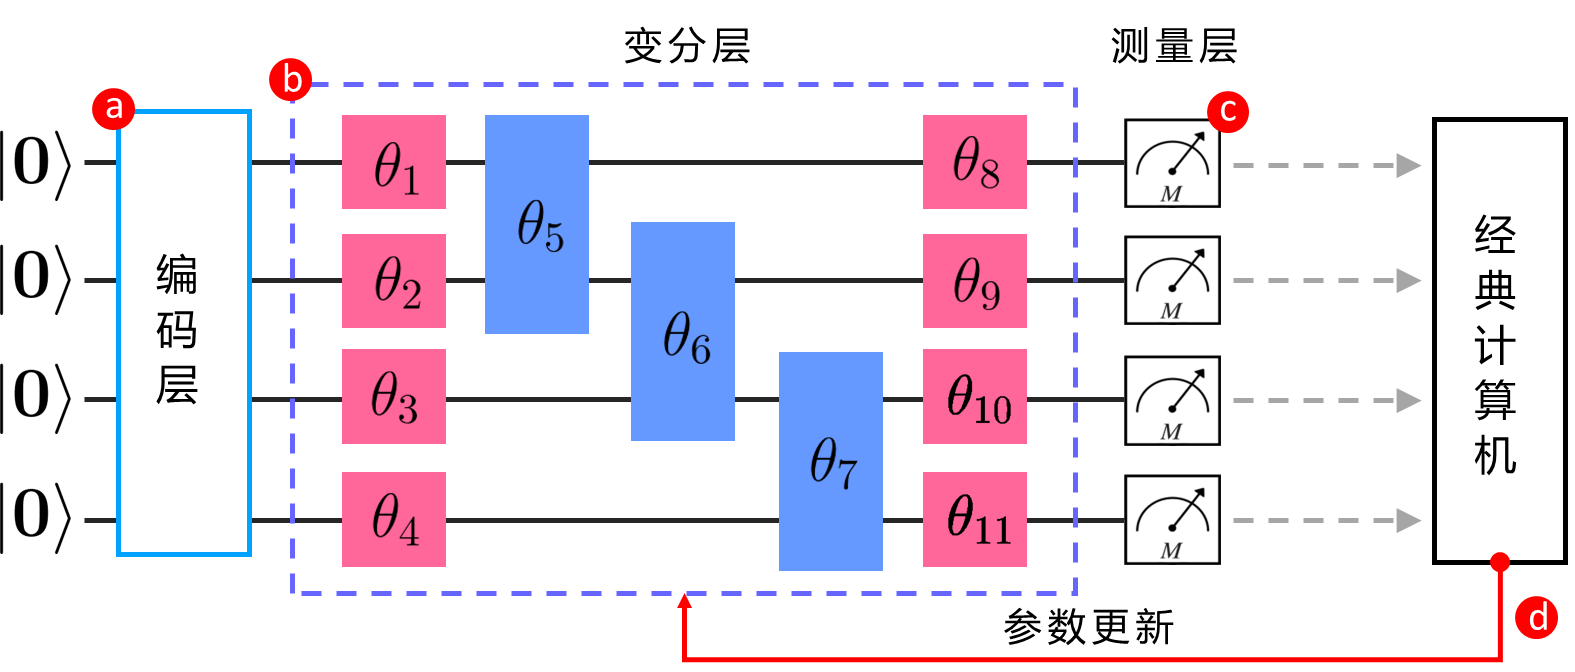 变分层
测量层
a
b
c
|0⟩
|0⟩
|0⟩
|0⟩
编码层
θ1
θ2
θ3
θ4
θ5
θ6
θ7
θ8
θ9
θ10
θ11
M
M
M
M
经典计算机
参数更新
d